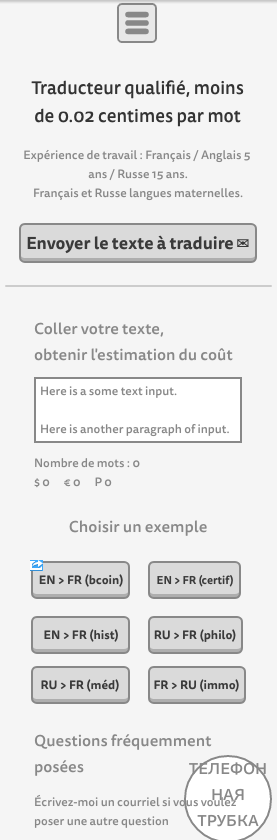 Traducteur qualifié, moins
de 0.02 centimes par mot
Expérience de travail : Français / Anglais 5
ans / Russe 15 ans.
Français et Russe langues maternelles.
Envoyer le texte à traduire ✉
Coller votre texte,
obtenir l'estimation du coût
Here is a some text input.
Here is another paragraph of input.
Nombre de mots : 0
$ 0 € 0 P 0
Choisir un exemple
EN > FR (bcoin)
EN > FR (certif)
EN > FR (hist)
RU > FR (philo)
RU > FR (méd)
FR > RU (immo)
Questions fréquemment
posées
Écrivez-moi un courriel si vous voulez
poser une autre question
ТЕЛЕФОН
НАЯ
ТРУБКА